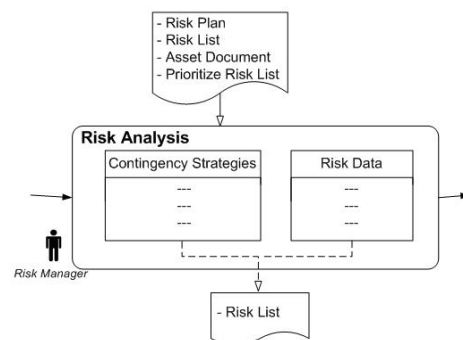 - Risk Plan
- Risk List
- Asset Document
- Prioritize Risk List
Risk Analysis
Contingency Strategies
---
---
---
Risk Data
---
---
---
Risk Manager
- Risk List